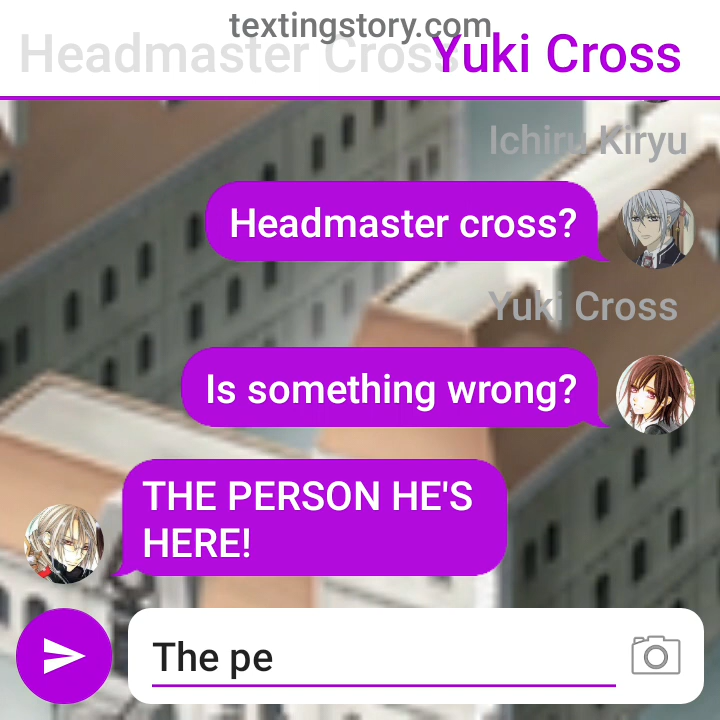 textingstory.com
Headmaster Cross
Yuki Cross
Ichiru Kiryu
Headmaster cross?
Yuki Cross
Is something wrong?
THE PERSON HE'S
HERE!
The pe